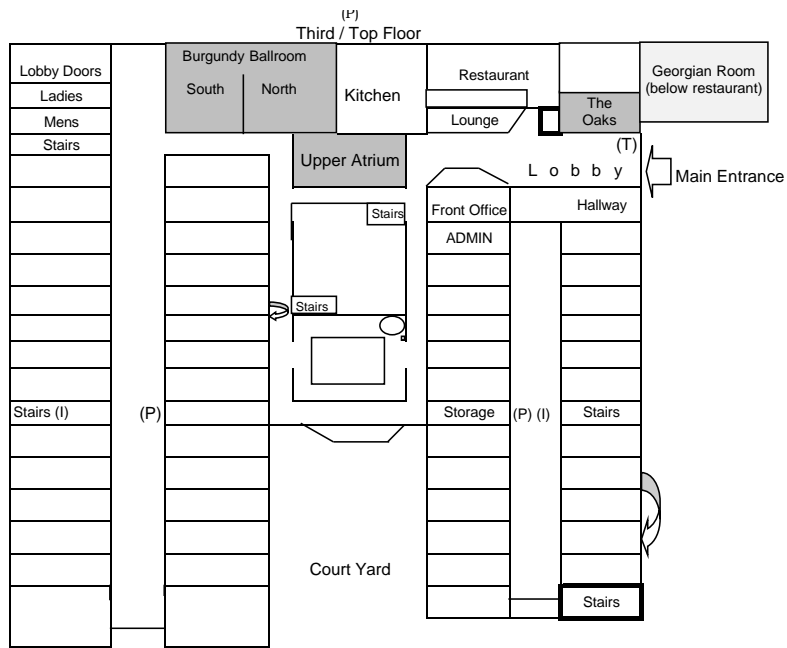 (P)
Third / Top Floor
Burgundy Ballroom
South
North
Kitchen
Restaurant
Lounge
The
Oaks
Georgian Room
(below restaurant)
Lobby Doors
Ladies
Mens
Stairs
Upper Atrium
(T)
L o b b y
Main Entrance
Stairs
Front Office
Hallway
ADMIN
Stairs
Stairs (I)
(P)
Storage
(P) (I)
Stairs
Court Yard
Stairs